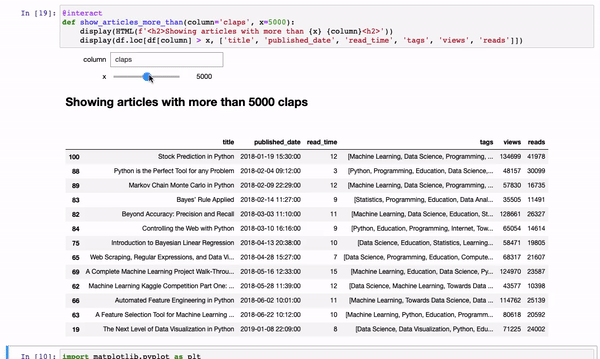 In [19]: @interact
def show_articles_more_than(column='claps', x=5000):
display(HTML(f'<h2>Showing articles with more than {x} {column}<h2>'))
display(df.loc[df[column] > x, ['title', 'published_date', 'read_time', 'tags', 'views', 'reads']])
column claps
x 5000
Showing articles with more than 5000 claps
title published_date read_time tags views reads
100 Stock Prediction in Python 2018-01-19 15:30:00 12 [Machine Learning, Data Science, Programming, ... 134699 41978
88 Python is the Perfect Tool for any Problem 2018-02-04 09:12:00 3 [Python, Programming, Education, Data Science,... 48157 30099
89 Markov Chain Monte Carlo in Python 2018-02-09 22:29:00 12 [Machine Learning, Data Science, Programming, ... 57830 16735
83 Bayes' Rule Applied 2018-02-14 11:27:00 9 [Statistics, Programming, Education, Data Anal... 35505 11491
82 Beyond Accuracy: Precision and Recall 2018-03-03 11:10:00 11 [Machine Learning, Data Science, Education, St... 128661 26327
84 Controlling the Web with Python 2018-03-10 16:16:00 9 [Python, Education, Programming, Internet, Tow... 65054 14614
75 Introduction to Bayesian Linear Regression 2018-04-13 20:38:00 10 [Data Science, Education, Statistics, Learning... 58471 19805
65 Web Scraping, Regular Expressions, and Data Vi... 2018-04-28 15:27:00 7 [Data Science, Programming, Education, Compute... 68317 21607
69 A Complete Machine Learning Project Walk-Throu... 2018-05-16 12:33:00 15 [Machine Learning, Education, Data Science, Py... 124970 23587
62 Machine Learning Kaggle Competition Part One: ... 2018-05-28 11:39:00 12 [Data Science, Machine Learning, Towards Data ... 43577 10398
66 Automated Feature Engineering in Python 2018-06-02 10:01:00 11 [Machine Learning, Towards Data Science, Data ... 114762 25139
63 A Feature Selection Tool for Machine Learning ... 2018-06-22 10:12:00 10 [Machine Learning, Python, Education, Programm... 80618 20592
19 The Next Level of Data Visualization in Python 2019-01-08 22:09:00 8 [Data Science, Data Visualization, Python, Edu... 71225 24002
In [10]: import matplotlib.pyplot as plt